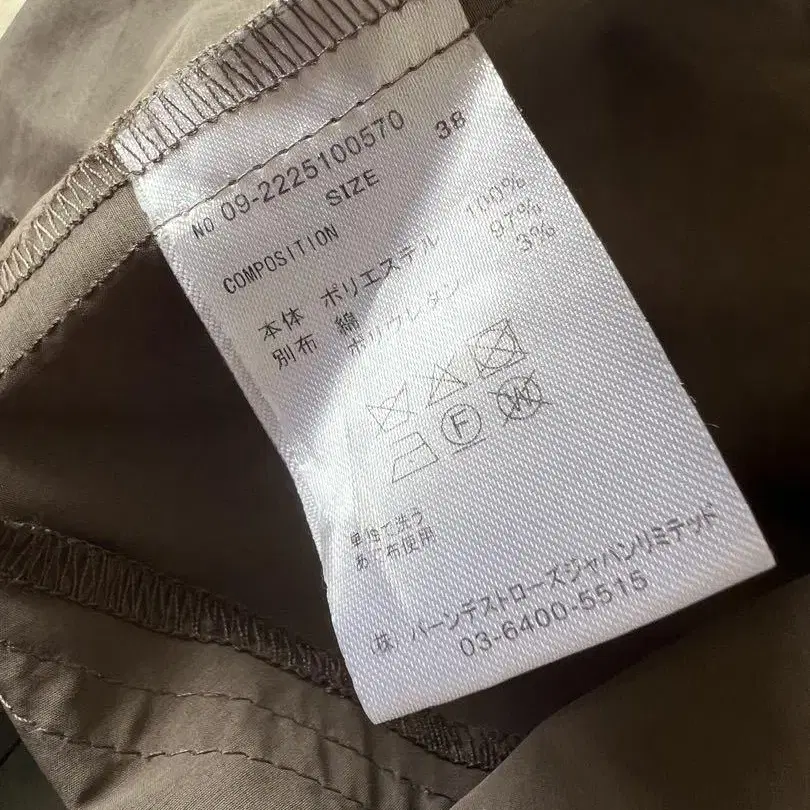 No 09-2225100570
SIZE 38
COMPOSITION
本体 ポリエステル 100%
別布 綿 97%
ポリウレタン 3%
F
W
単独で洗う
あて布使用
(株) バーンデストローズジャパンリミテッド
03-6400-5515